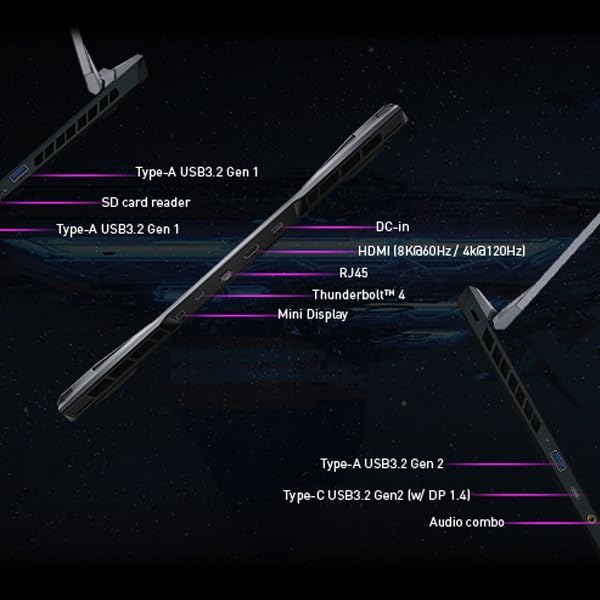 Type-A USB3.2 Gen 1
SD card reader
Type-A USB3.2 Gen 1
DC-in
HDMI (8K@60Hz / 4k@120Hz)
RJ45
Thunderbolt™ 4
Mini Display
Type-A USB3.2 Gen 2
Type-C USB3.2 Gen2 (w/ DP 1.4)
Audio combo